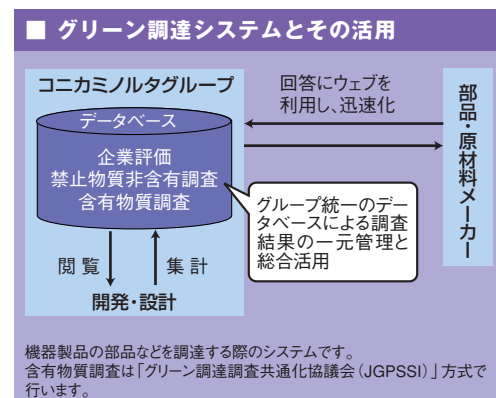 ■ グリーン調達システムとその活用
コニカミノルタグループ
データベース
企業評価
禁止物質非含有調査
含有物質調査
閲覧
集計
開発・設計
回答にウェブを
利用し、迅速化
グループ統一のデー
タベースによる調査
結果の一元管理と
総合活用
部品・原材料メーカー
機器製品の部品などを調達する際のシステムです。
含有物質調査は「グリーン調達調査共通化協議会（JGPSSI）」方式で
行います。